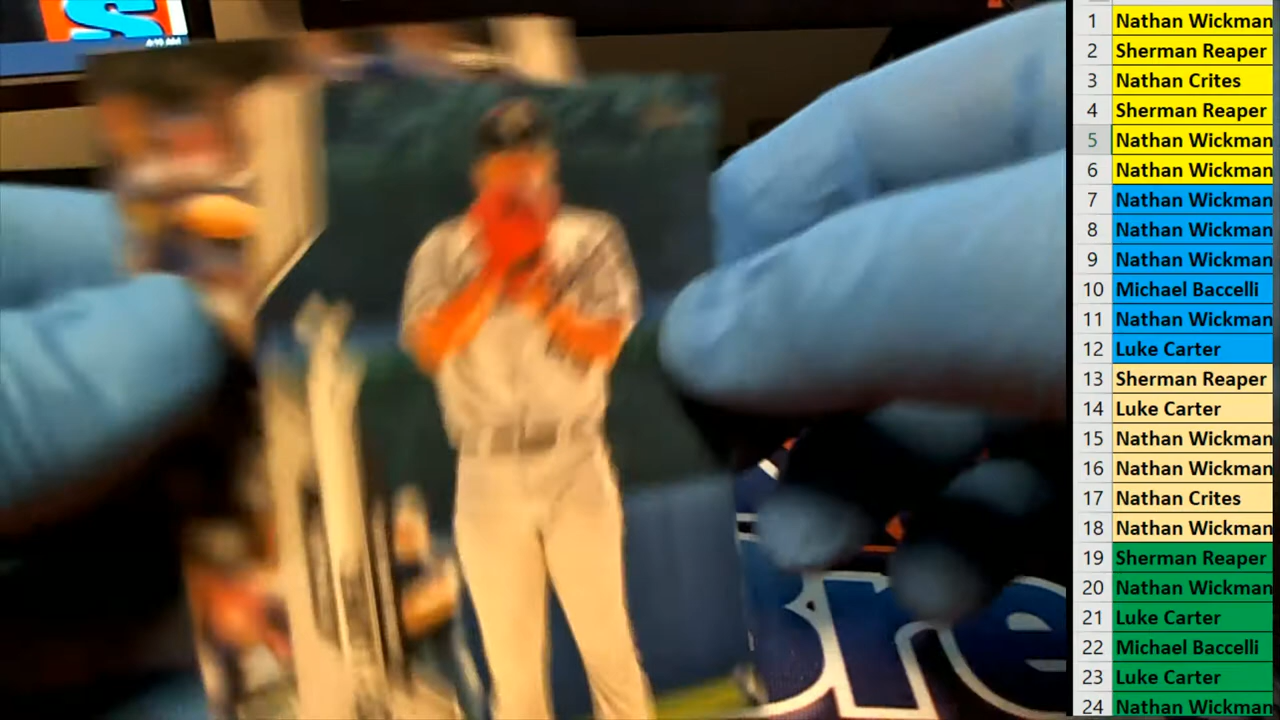 1 Nathan Wickman
2 Sherman Reaper
3 Nathan Crites
4 Sherman Reaper
5 Nathan Wickman
6 Nathan Wickman
7 Nathan Wickman
8 Nathan Wickman
9 Nathan Wickman
10 Michael Baccelli
11 Nathan Wickman
12 Luke Carter
13 Sherman Reaper
14 Luke Carter
15 Nathan Wickman
16 Nathan Wickman
17 Nathan Crites
18 Nathan Wickman
19 Sherman Reaper
20 Nathan Wickman
21 Luke Carter
22 Michael Baccelli
23 Luke Carter
24 Nathan Wickman
Bre